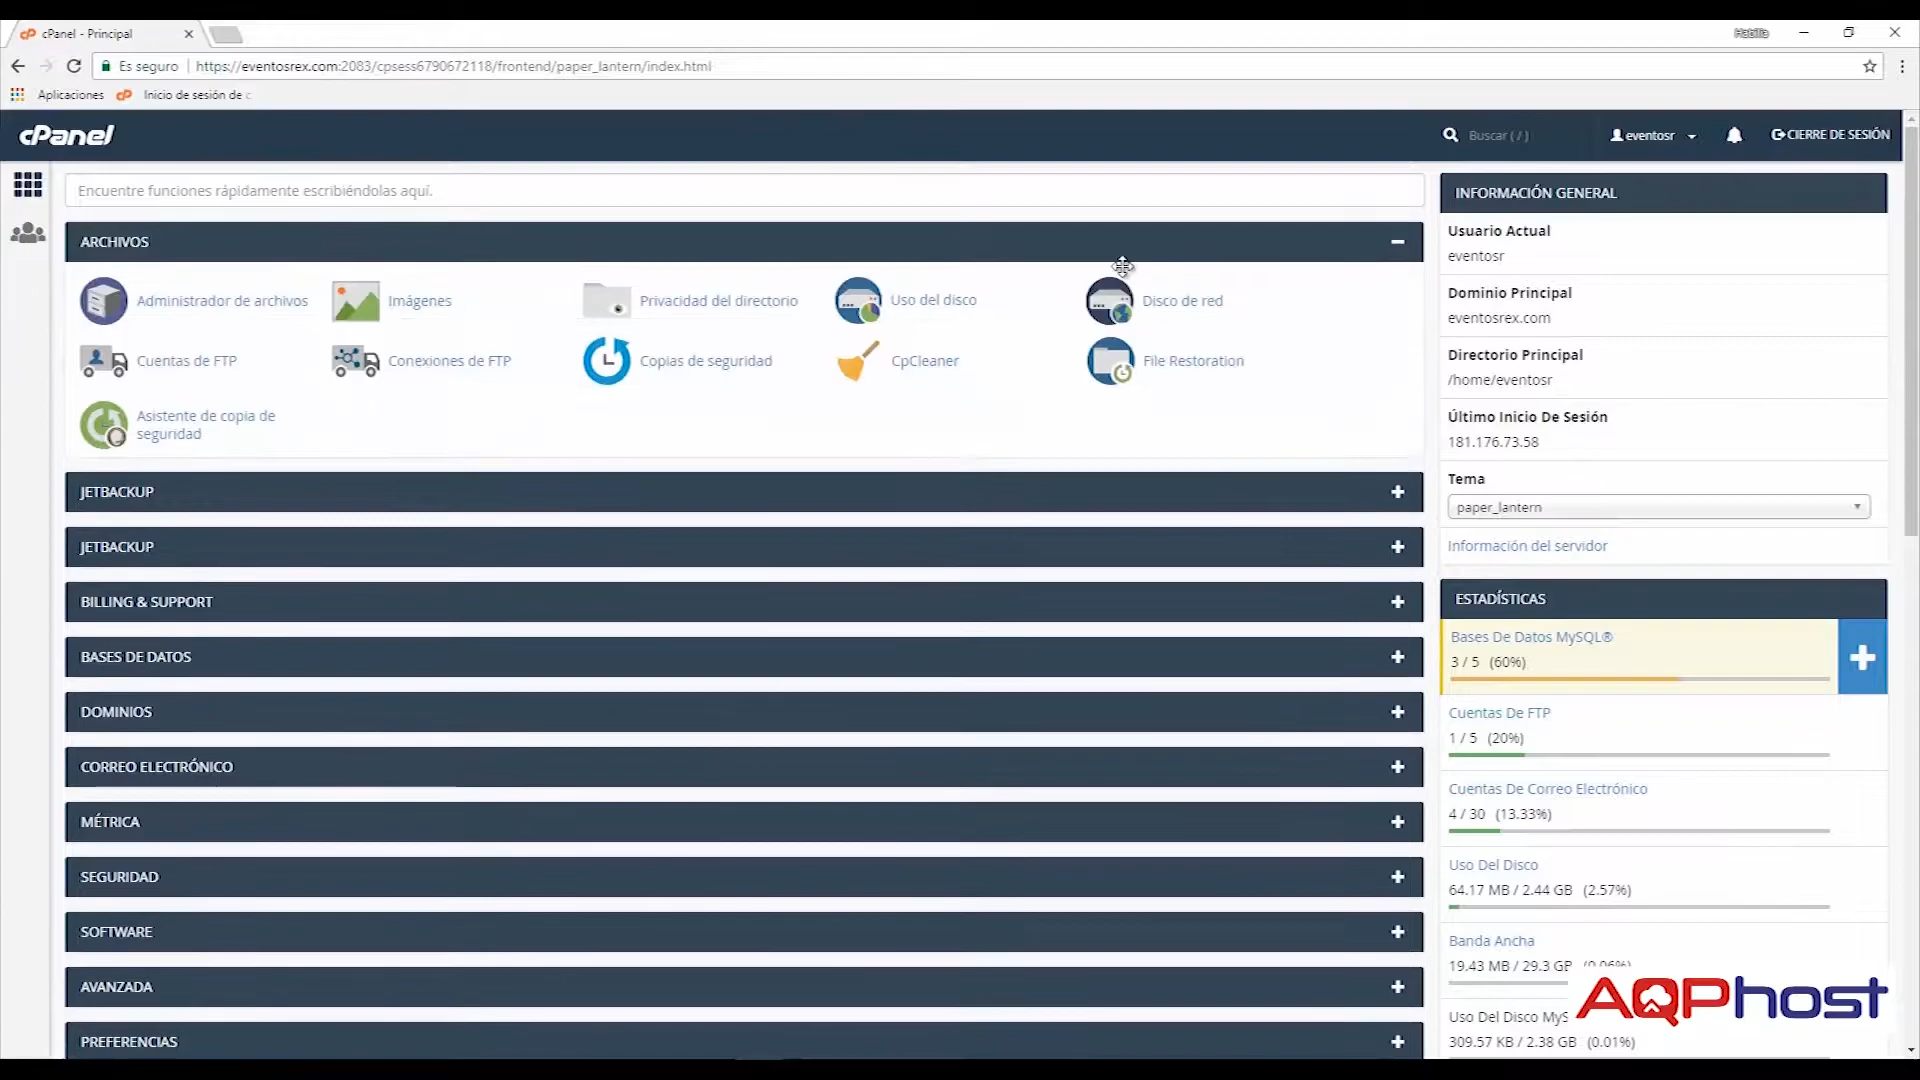 cPanel - Principal
Habilla
Es seguro
https://eventosrex.com:2083/cpsess6790672118/frontend/paper_lantern/index.html
Aplicaciones
Inicio de sesión de c
cPanel
Buscar ( / )
eventosr
CIERRE DE SESIÓN
Encuentre funciones rápidamente escribiéndolas aquí.
ARCHIVOS
Administrador de archivos
Imágenes
Privacidad del directorio
Uso del disco
Disco de red
Cuentas de FTP
Conexiones de FTP
Copias de seguridad
CpCleaner
File Restoration
Asistente de copia de
seguridad
JETBACKUP
JETBACKUP
BILLING & SUPPORT
BASES DE DATOS
DOMINIOS
CORREO ELECTRÓNICO
MÉTRICA
SEGURIDAD
SOFTWARE
AVANZADA
PREFERENCIAS
INFORMACIÓN GENERAL
Usuario Actual
eventosr
Dominio Principal
eventosrex.com
Directorio Principal
/home/eventosr
Último Inicio De Sesión
181.176.73.58
Tema
paper_lantern
Información del servidor
ESTADÍSTICAS
Bases De Datos MySQL®
3 / 5 (60%)
Cuentas De FTP
1 / 5 (20%)
Cuentas De Correo Electrónico
4 / 30 (13.33%)
Uso Del Disco
64.17 MB / 2.44 GB (2.57%)
Banda Ancha
19.43 MB / 29.3 GB (0.06%)
Uso Del Disco MyS
309.57 KB / 2.38 GB (0.01%)
AQPhost